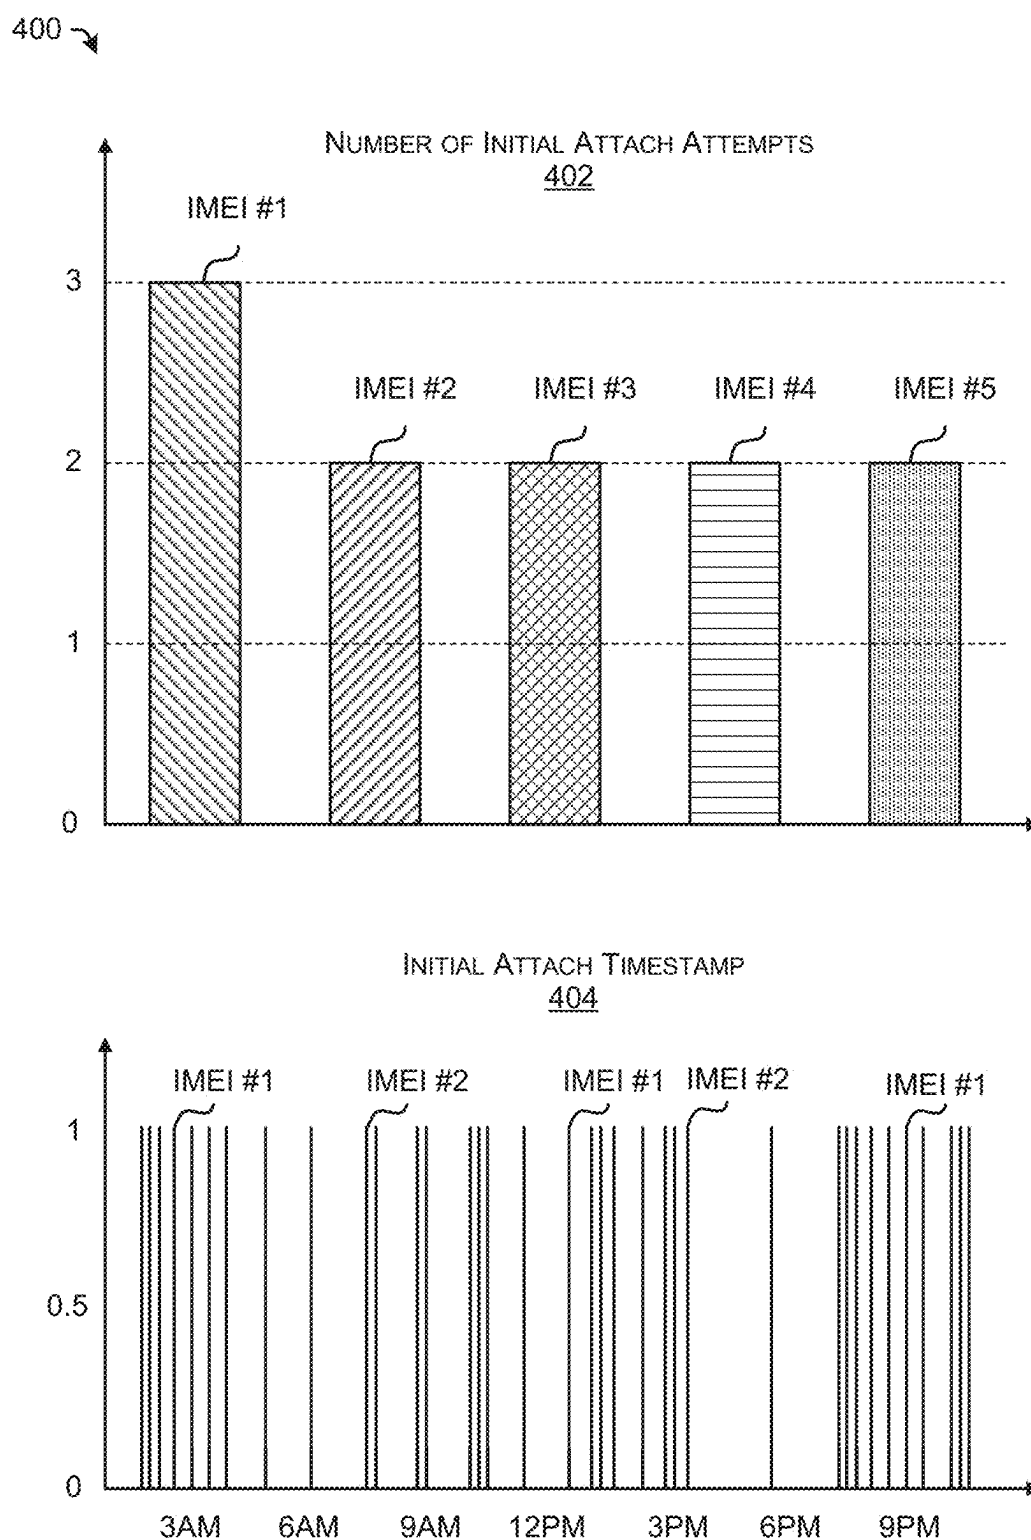 400
NUMBER OF INITIAL ATTACH ATTEMPTS
402
IMEI #1
3
IMEI #2 IMEI #3 IMEI #4 IMEI #5
2
1
0
INITIAL ATTACH TIMESTAMP
404
IMEI #1 IMEI #2 IMEI #1 IMEI #2 IMEI #1
1
0.5
0
3AM 6AM 9AM 12PM 3PM 6PM 9PM